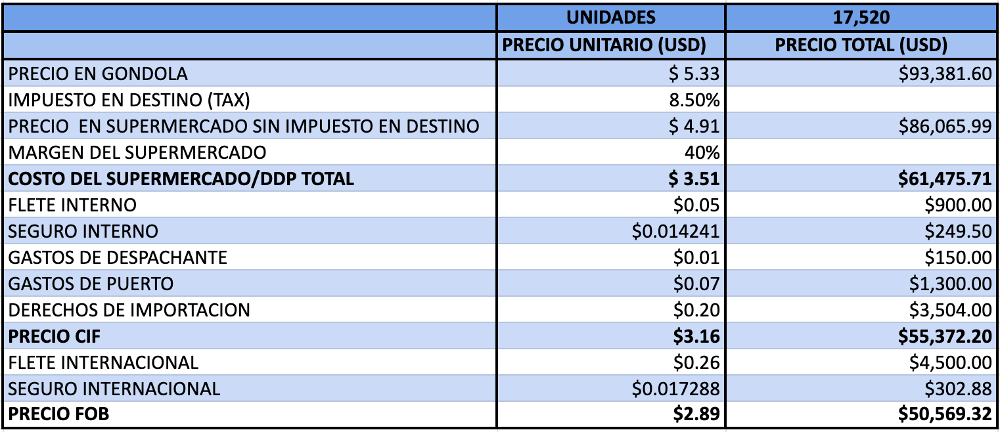 UNIDADES 17,520
PRECIO UNITARIO (USD) PRECIO TOTAL (USD)
PRECIO EN GONDOLA $ 5.33 $93,381.60
IMPUESTO EN DESTINO (TAX) 8.50%
PRECIO EN SUPERMERCADO SIN IMPUESTO EN DESTINO $ 4.91 $86,065.99
MARGEN DEL SUPERMERCADO 40%
COSTO DEL SUPERMERCADO/DDP TOTAL $ 3.51 $61,475.71
FLETE INTERNO $0.05 $900.00
SEGURO INTERNO $0.014241 $249.50
GASTOS DE DESPACHANTE $0.01 $150.00
GASTOS DE PUERTO $0.07 $1,300.00
DERECHOS DE IMPORTACION $0.20 $3,504.00
PRECIO CIF $3.16 $55,372.20
FLETE INTERNACIONAL $0.26 $4,500.00
SEGURO INTERNACIONAL $0.017288 $302.88
PRECIO FOB $2.89 $50,569.32